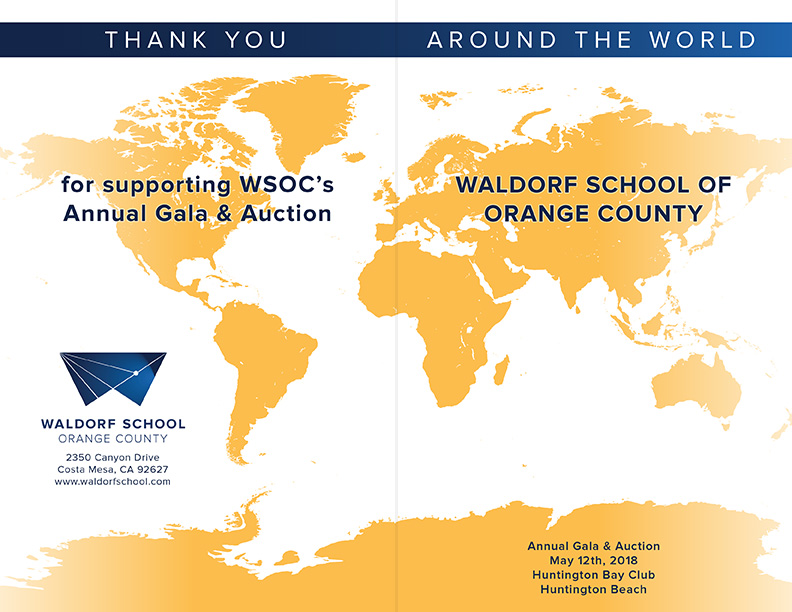 THANK YOU
for supporting WSOC's
Annual Gala & Auction
WALDORF SCHOOL
ORANGE COUNTY
2350 Canyon Drive
Costa Mesa, CA 92627
www.waldorfschool.com
AROUND THE WORLD
WALDORF SCHOOL OF
ORANGE COUNTY
Annual Gala & Auction
May 12th, 2018
Huntington Bay Club
Huntington Beach